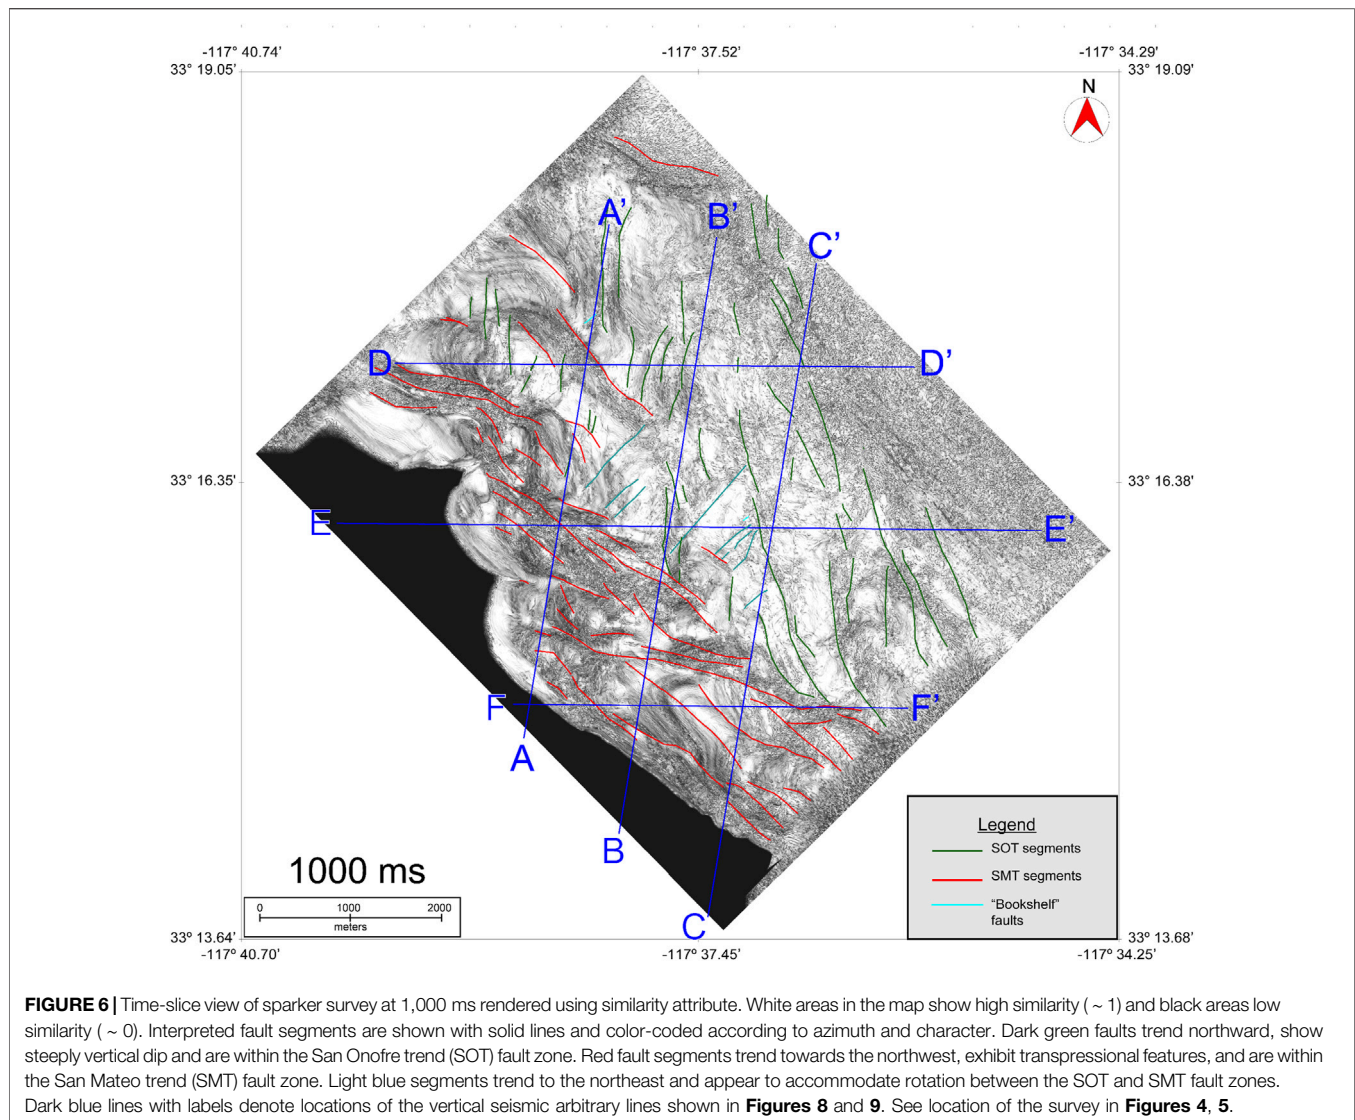 -117° 40.74'
-117° 37.52'
-117° 34.29'
33° 19.05'
33° 19.09'
N
A'
B'
C'
D
D'
33° 16.35'
33° 16.38'
E
E'
F
F'
A
B
C
Legend
SOT segments
SMT segments
"Bookshelf"
faults
1000 ms
0 1000 2000
meters
33° 13.64'
33° 13.68'
-117° 40.70'
-117° 37.45'
-117° 34.25'
FIGURE 6 | Time-slice view of sparker survey at 1,000 ms rendered using similarity attribute. White areas in the map show high similarity ( ~ 1) and black areas low
similarity ( ~ 0). Interpreted fault segments are shown with solid lines and color-coded according to azimuth and character. Dark green faults trend northward, show
steeply vertical dip and are within the San Onofre trend (SOT) fault zone. Red fault segments trend towards the northwest, exhibit transpressional features, and are within
the San Mateo trend (SMT) fault zone. Light blue segments trend to the northeast and appear to accommodate rotation between the SOT and SMT fault zones.
Dark blue lines with labels denote locations of the vertical seismic arbitrary lines shown in Figures 8 and 9. See location of the survey in Figures 4, 5.